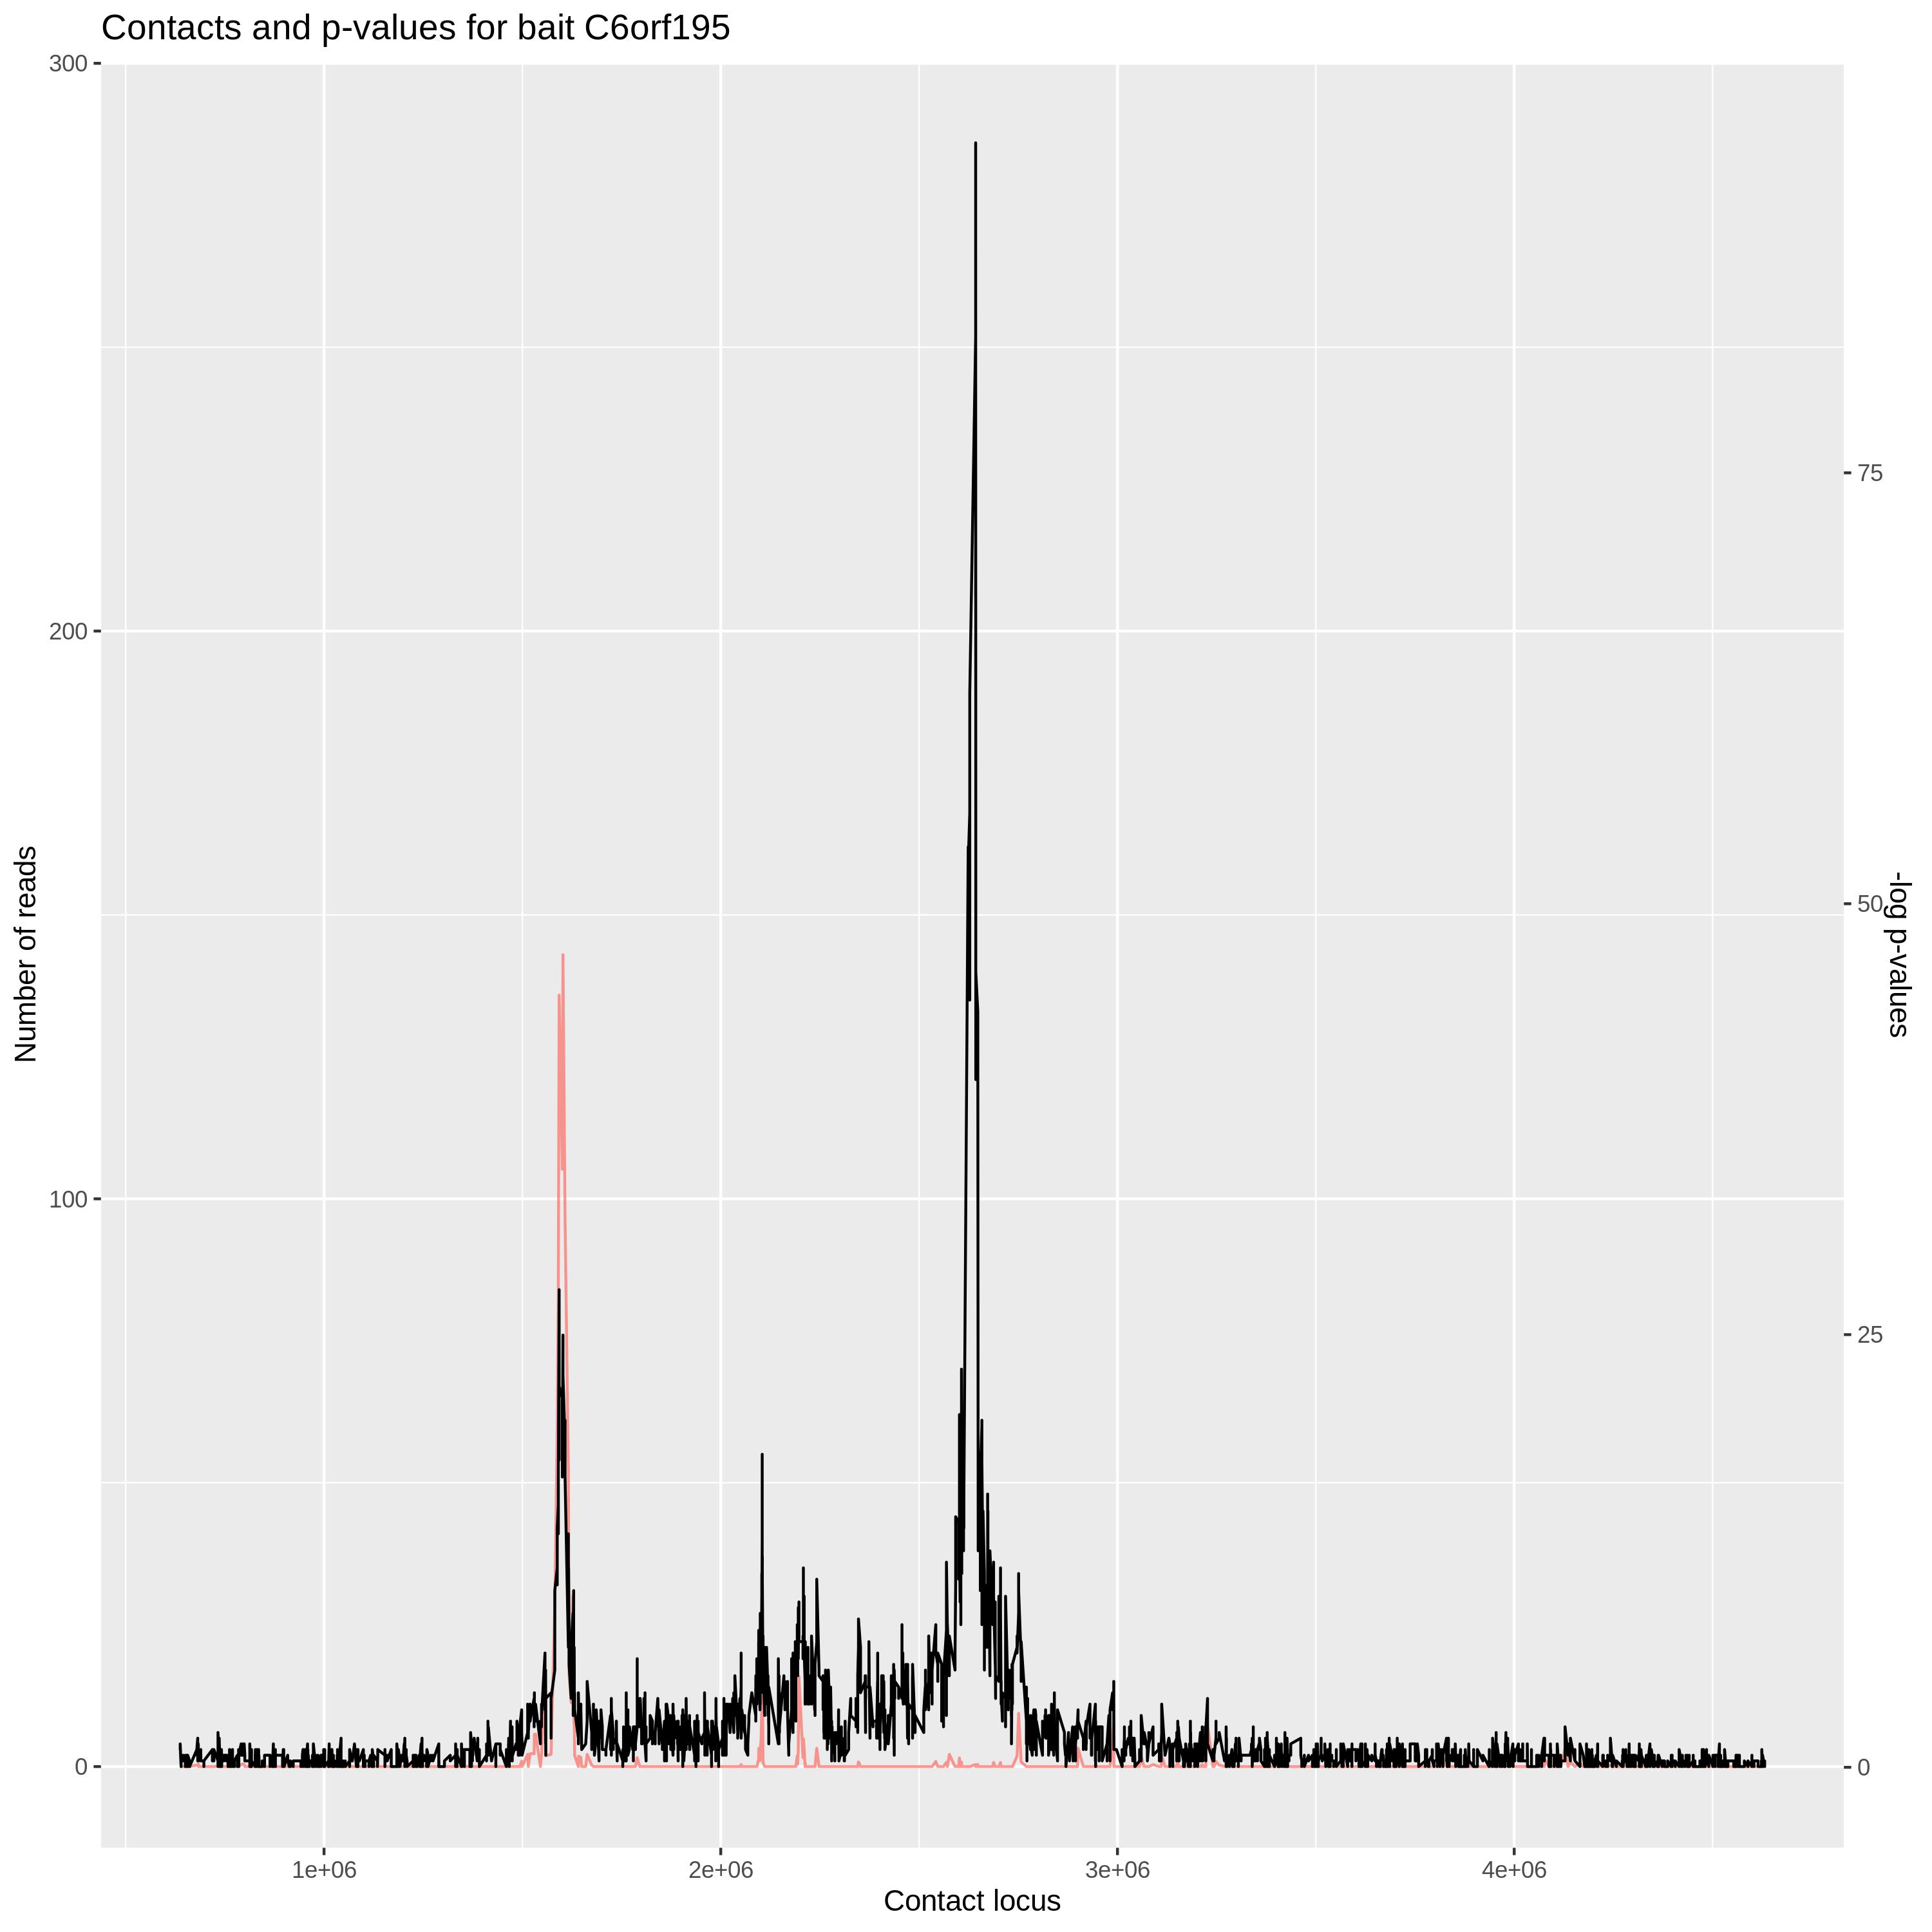 Contacts and p-values for bait C6orf195
300
200
100
0
Number of reads
75
50
25
0
-log p-values
1e+06
2e+06
3e+06
4e+06
Contact locus